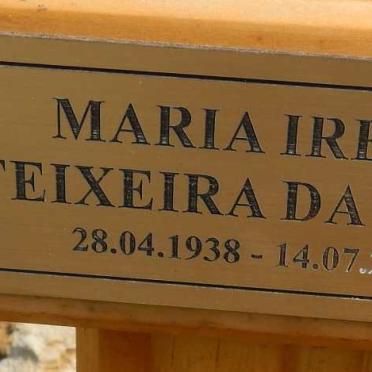 MARIA IRE
TEIXEIRA DA
28.04.1938 - 14.07.